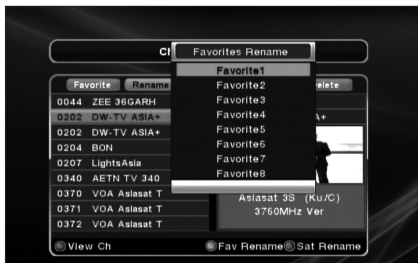 Ch
Favorites Rename
Favorite
Rename
elete
Favorite1
Favorite2
Favorite3
Favorite4
Favorite5
Favorite6
Favorite7
Favorite8
0044 ZEE 36GARH
0202 DW-TV ASIA+
A+
0202 DW-TV ASIA+
0204 BON
0207 LightsAsia
0340 AETN TV 340
0370 VOA Asiasat T
0371 VOA Asiasat T
0372 VOA Asiasat T
Asiasat 3S (Ku/C)
3760MHz Ver
View Ch
Fav Rename
Sat Rename